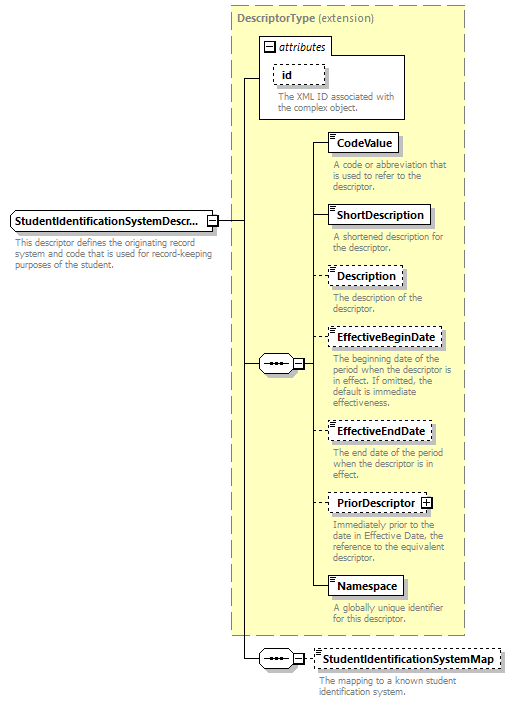 DescriptorType (extension)
attributes
id
The XML ID associated with
the complex object.
CodeValue
A code or abbreviation that
is used to refer to the
descriptor.
StudentIdentificationSystemDescr...
This descriptor defines the originating record
system and code that is used for record-keeping
purposes of the student.
ShortDescription
A shortened description for
the descriptor.
Description
The description of the
descriptor.
EffectiveBeginDate
The beginning date of the
period when the descriptor is
in effect. If omitted, the
default is immediate
effectiveness.
EffectiveEndDate
The end date of the period
when the descriptor is in
effect.
PriorDescriptor
Immediately prior to the
date in Effective Date, the
reference to the equivalent
descriptor.
Namespace
A globally unique identifier
for this descriptor.
StudentIdentificationSystemMap
The mapping to a known student
identification system.